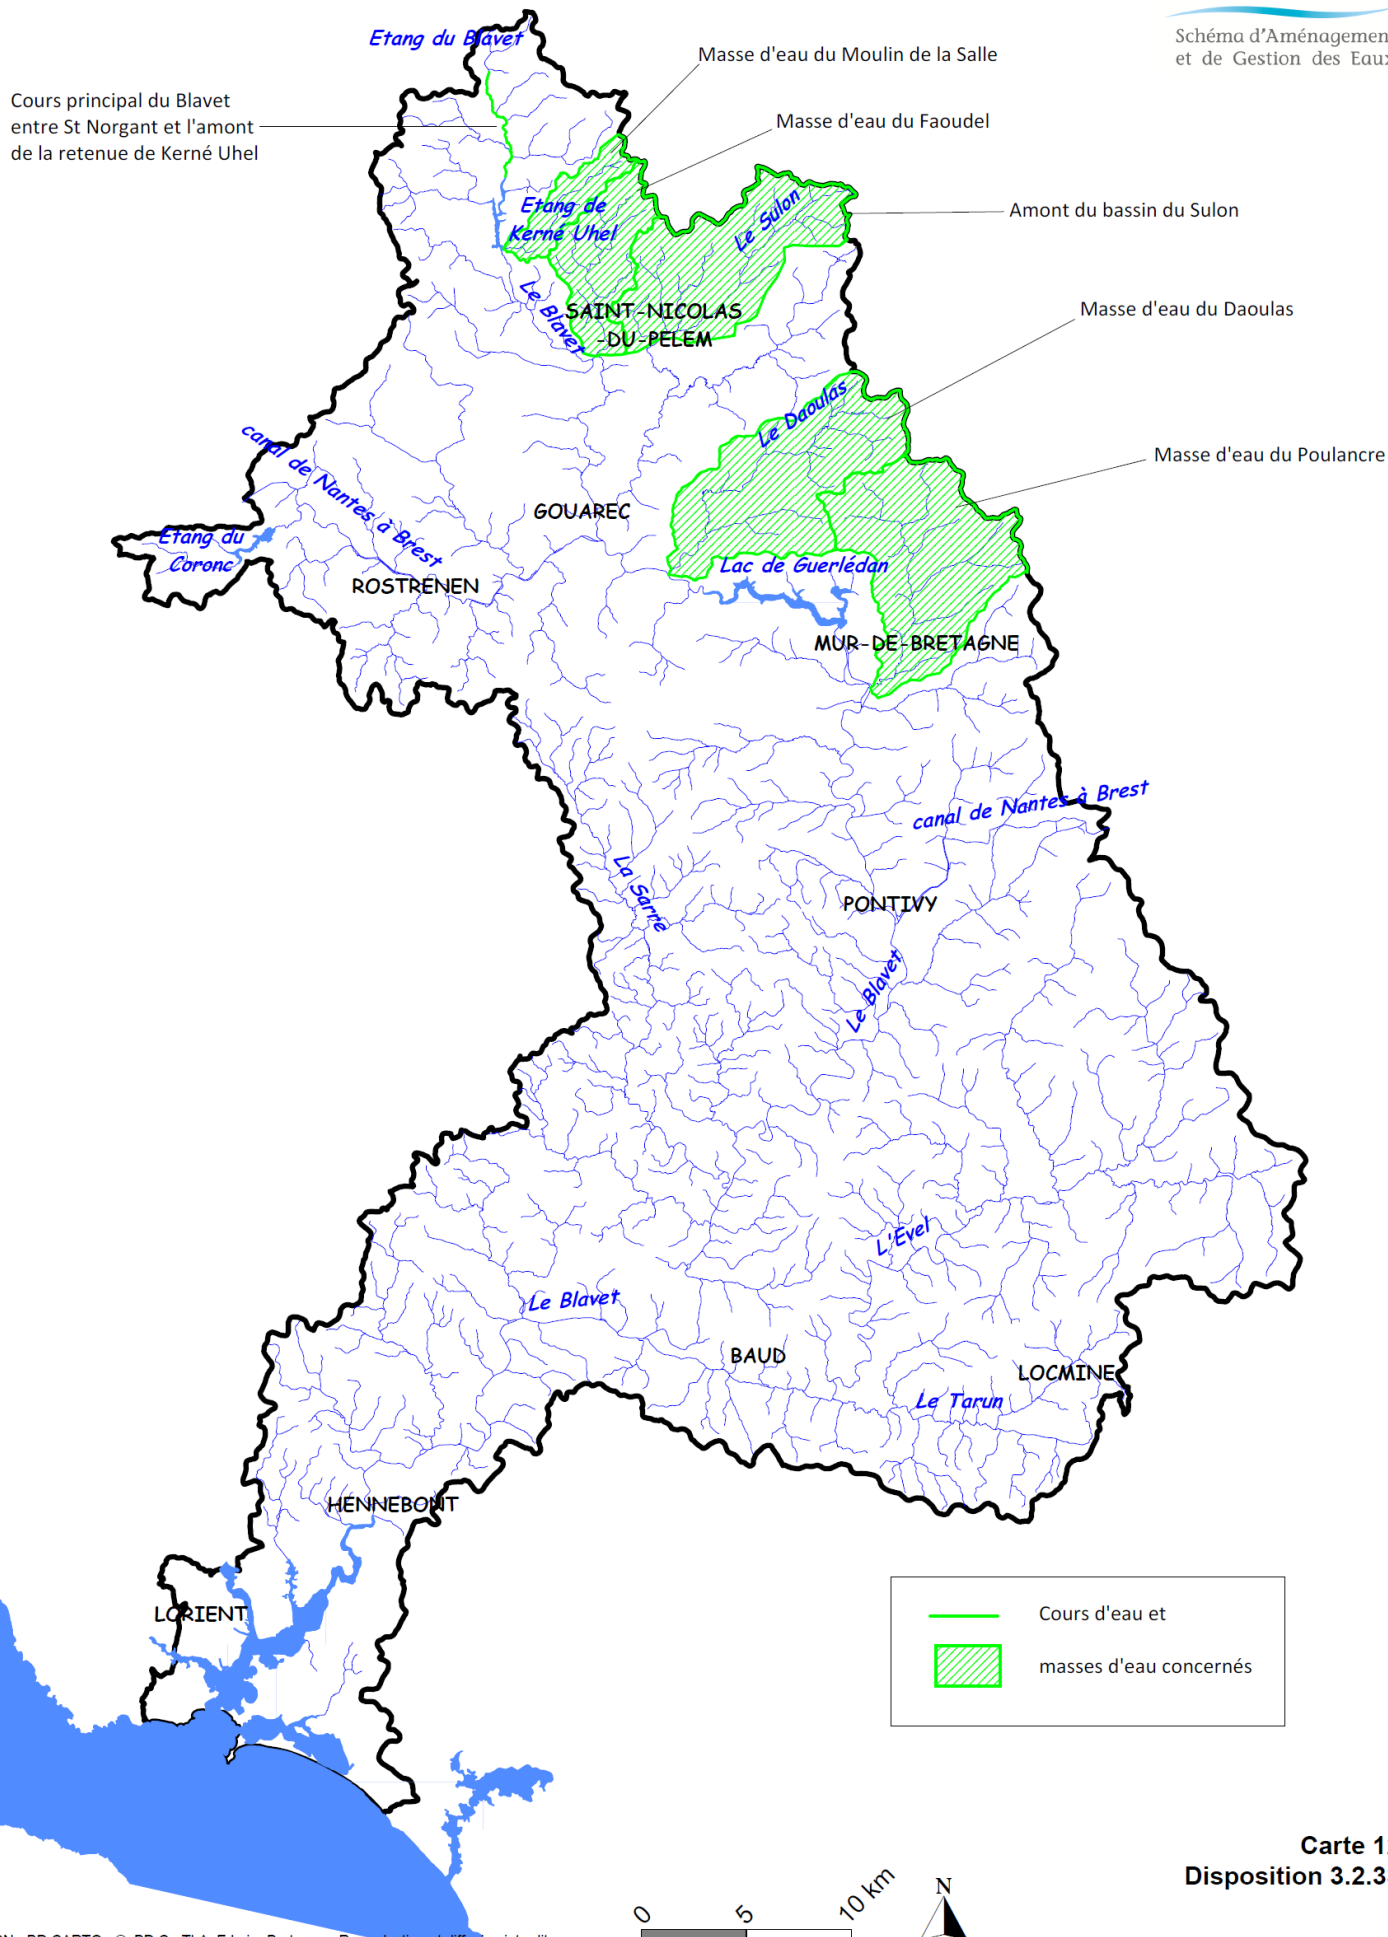 Schéma d'Aménagement
et de Gestion des Eaux
Etang du Blavet
Masse d'eau du Moulin de la Salle
Cours principal du Blavet
entre St Norgant et l'amont
de la retenue de Kerné Uhel
Masse d'eau du Faoudel
Etang de
Kerné Uhel
Le Sulon
Amont du bassin du Sulon
Le Blavet
SAINT-NICOLAS
-DU-PELEM
Masse d'eau du Daoulas
Le Daoulas
canal de Nantes à Brest
Masse d'eau du Poulancre
GOUAREC
Etang du
Coronc
Lac de Guerlédan
ROSTRENEN
MUR-DE-BRETAGNE
canal de Nantes à Brest
La Sarre
PONTIVY
Le Blavet
L'Evel
Le Blavet
BAUD
LOCMINE
Le Tarun
HENNEBONT
LORIENT
Cours d'eau et
masses d'eau concernés
Carte 1
Disposition 3.2.3
0 5 10 km
N